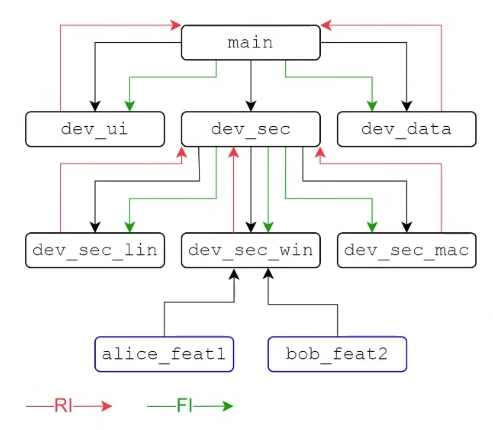 main
dev_ui
dev_sec
dev_data
dev_sec_lin
dev_sec_win
dev_sec_mac
alice_feat1
bob_feat2
RI
FI